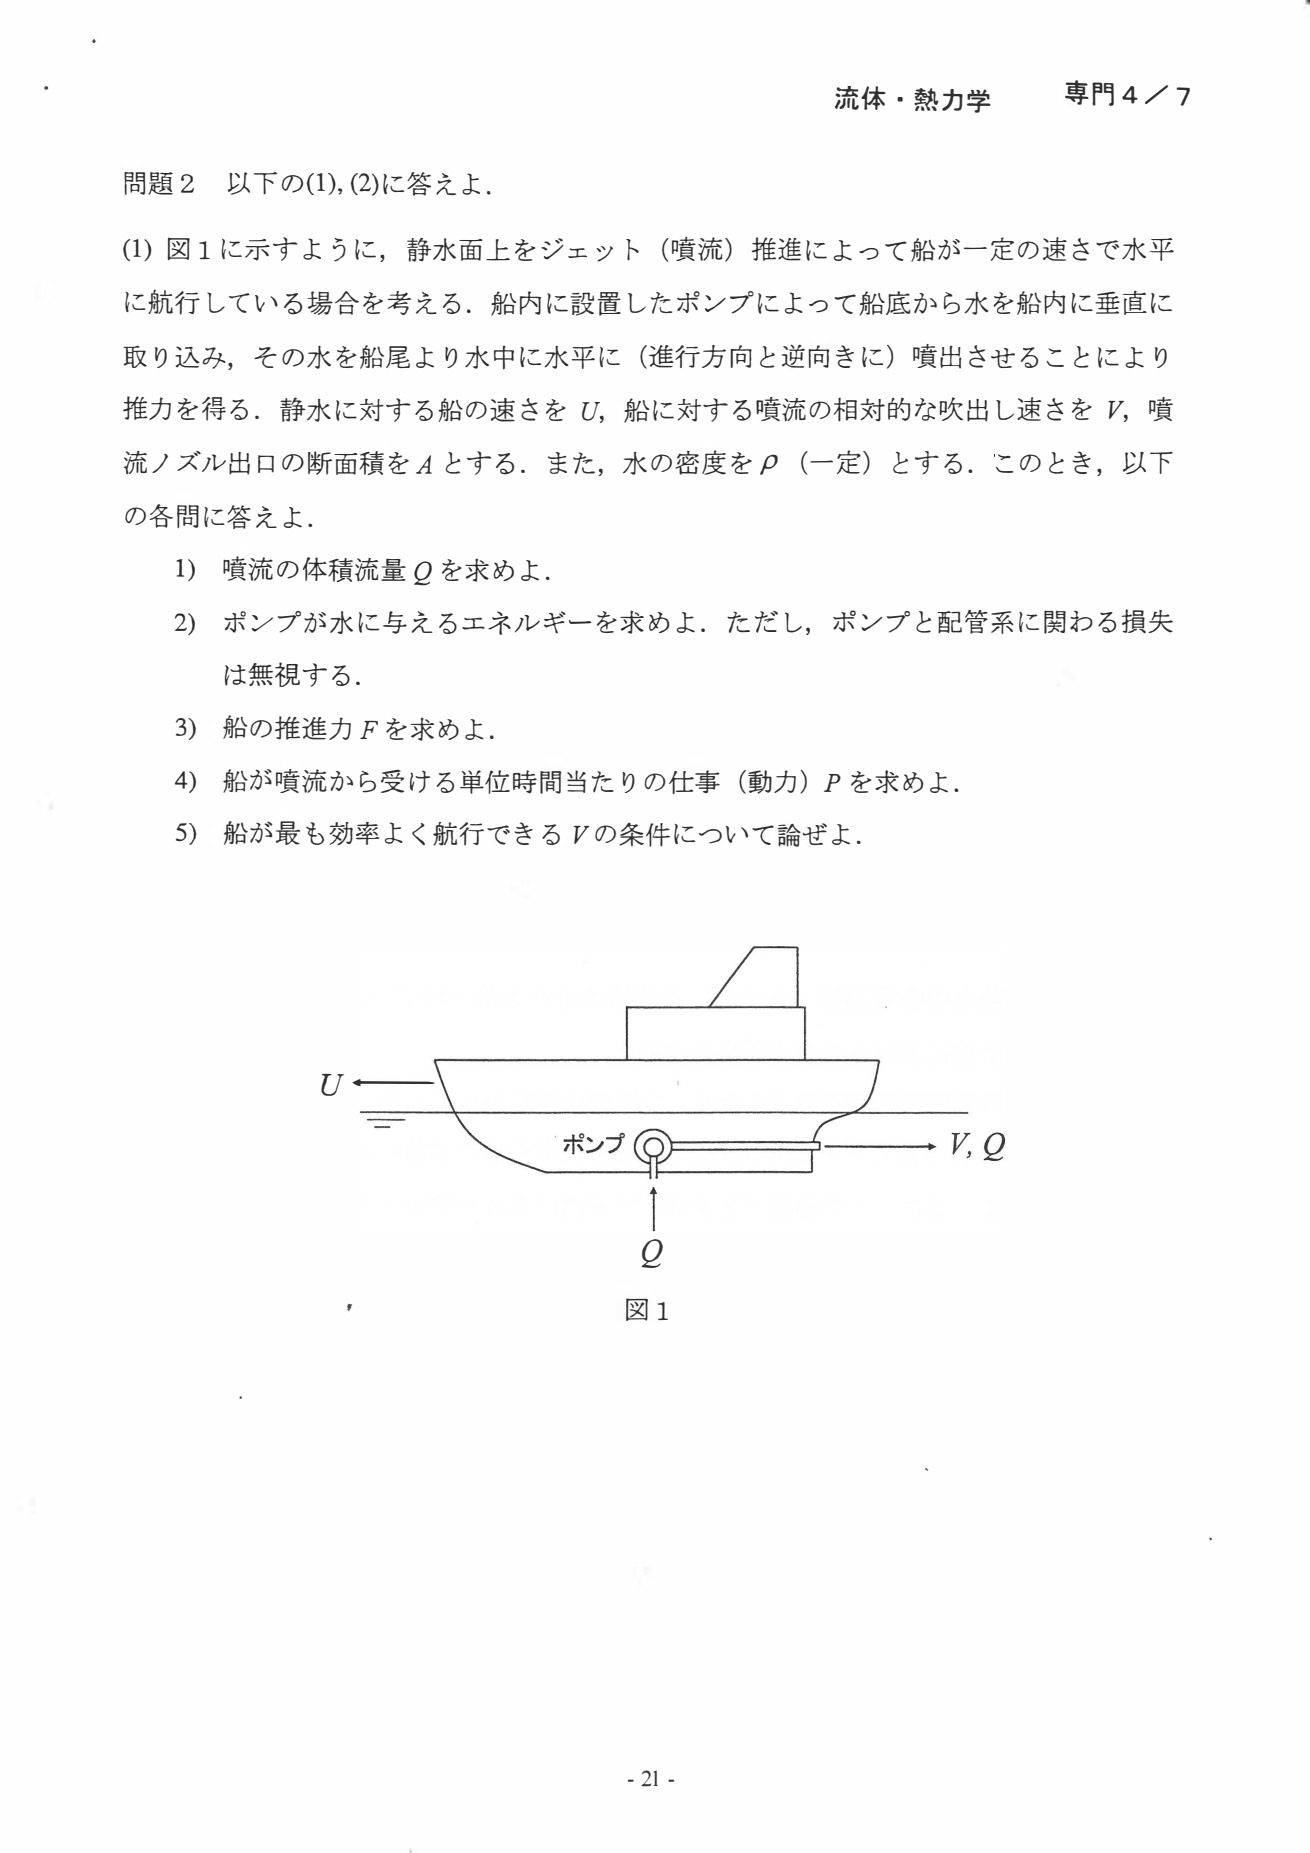 流体・熱力学　　専門４／７
問題２　以下の(1), (2)に答えよ．
(1) 図１に示すように，静水面上をジェット（噴流）推進によって船が一定の速さで水平
に航行している場合を考える．船内に設置したポンプによって船底から水を船内に垂直に
取り込み，その水を船尾より水中に水平に（進行方向と逆向きに）噴出させることにより
推力を得る．静水に対する船の速さを U，船に対する噴流の相対的な吹出し速さを V，噴
流ノズル出口の断面積を A とする．また，水の密度を ρ（一定）とする．このとき，以下
の各問に答えよ．
1)　噴流の体積流量 Q を求めよ．
2)　ポンプが水に与えるエネルギーを求めよ．ただし，ポンプと配管系に関わる損失
は無視する．
3)　船の推進力 F を求めよ．
4)　船が噴流から受ける単位時間当たりの仕事（動力）P を求めよ．
5)　船が最も効率よく航行できる V の条件について論ぜよ．
U
ポンプ
V, Q
Q
図１
- 21 -